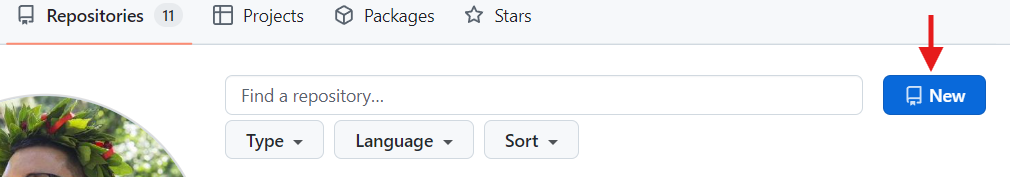 Repositories 11 Projects Packages Stars
Find a repository... New
Type Language Sort